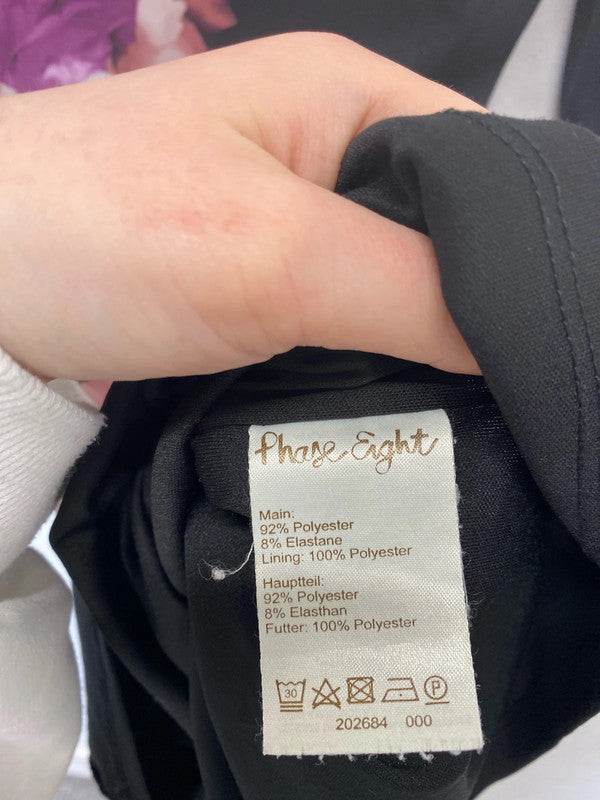 Phase Eight
Main:
92% Polyester
8% Elastane
Lining: 100% Polyester
Hauptteil:
92% Polyester
8% Elasthan
Futter: 100% Polyester
30 P
202684 000